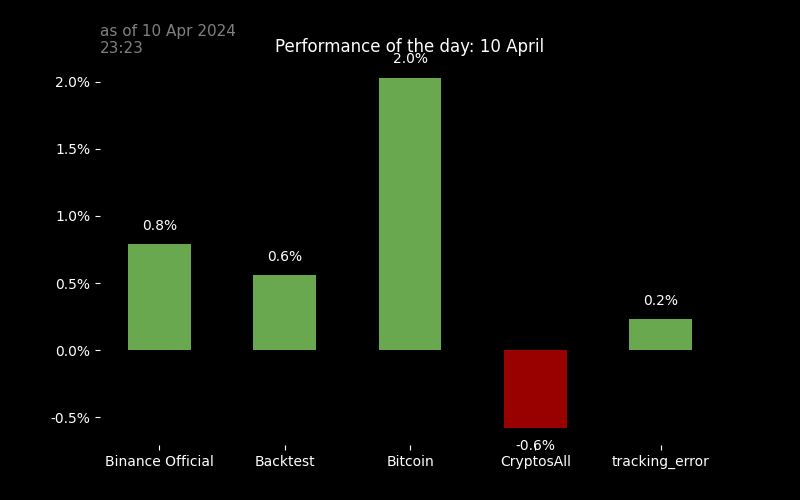 as of 10 Apr 2024
23:23
Performance of the day: 10 April
2.0%
2.0%
1.5%
1.0%
0.5%
0.0%
-0.5%
0.8%
0.6%
-0.6%
0.2%
Binance Official
Backtest
Bitcoin
CryptosAll
tracking_error